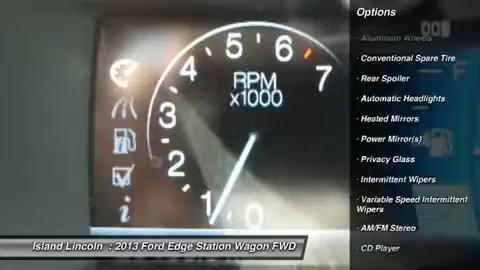 Options
· Aluminum Wheels
· Conventional Spare Tire
· Rear Spoiler
· Automatic Headlights
· Heated Mirrors
· Power Mirror(s)
· Privacy Glass
· Intermittent Wipers
· Variable Speed Intermittent
Wipers
· AM/FM Stereo
· CD Player
5
6
4
7
RPM
x1000
3
2
1
0
i
F
Island Lincoln : 2013 Ford Edge Station Wagon FWD